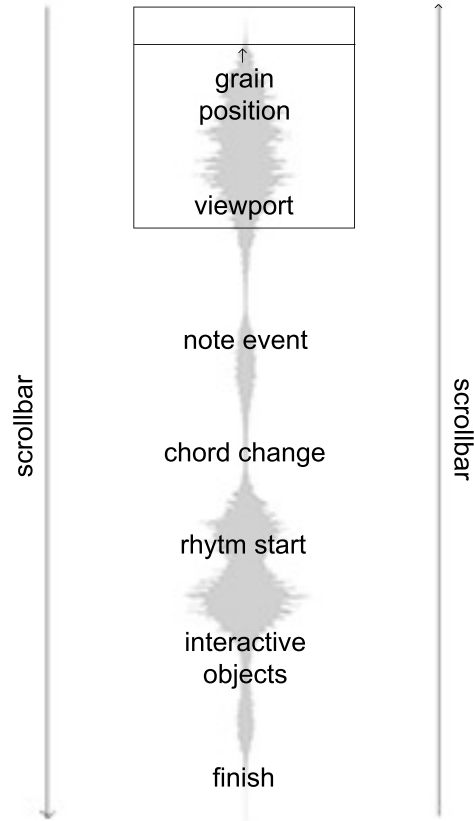 grain
position
viewport
note event
scrollbar
scrollbar
chord change
rhytm start
interactive
objects
finish